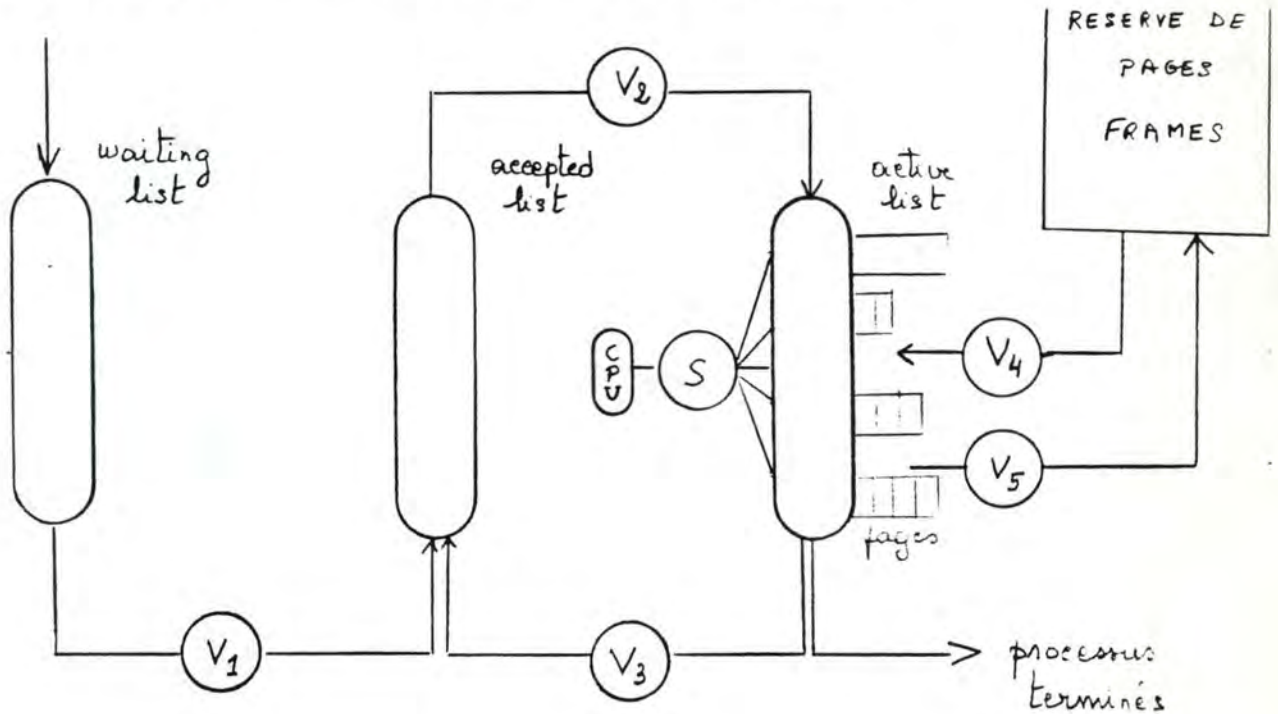 RESERVE DE
PAGES
FRAMES
V2
waiting
list
accepted
list
active
list
C
P
U
S
V4
V5
pages
V1
V3
processus
terminés